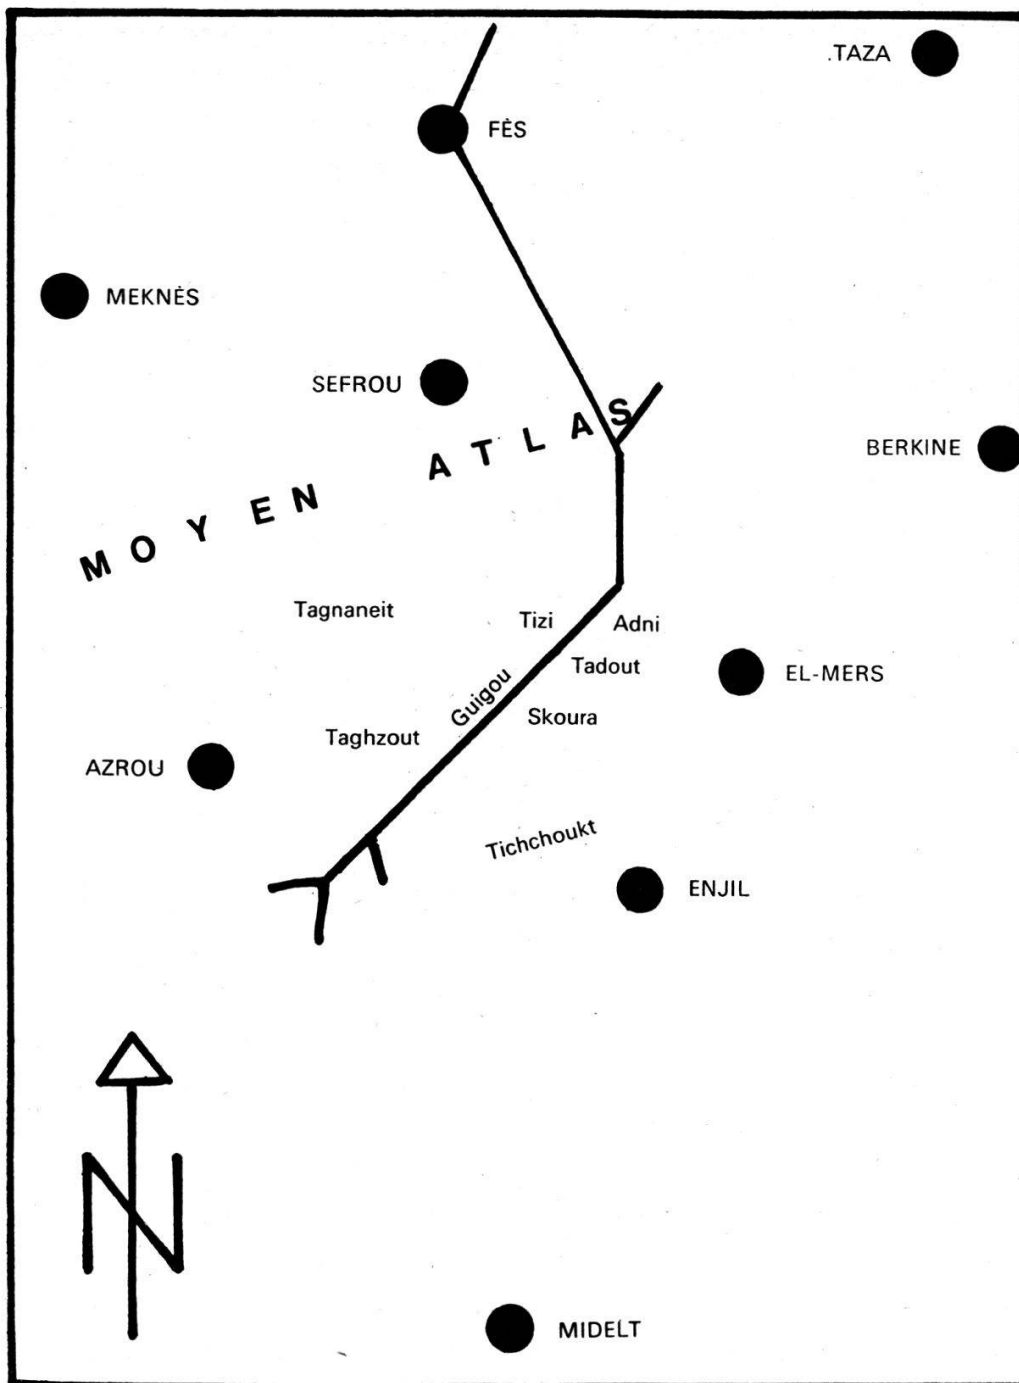 .TAZA
FÈS
MEKNÈS
SEFROU
MOYEN ATLAS
BERKINE
Tagnaneit
Tizi
Adni
Tadout
EL-MERS
Guigou
Skoura
Taghzout
AZROU
Tichchoukt
ENJIL
N
MIDELT